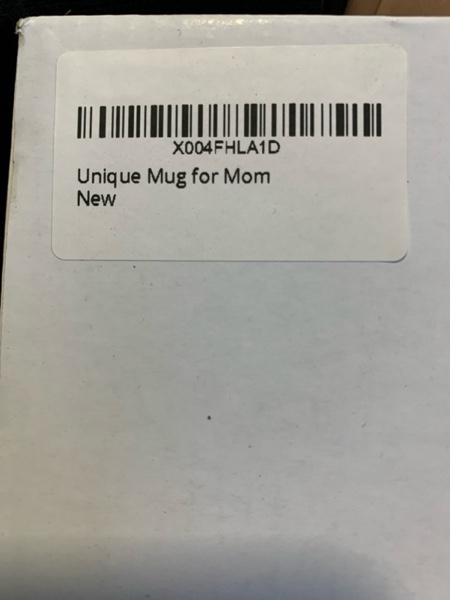 X004FHLA1D
Unique Mug for Mom
New